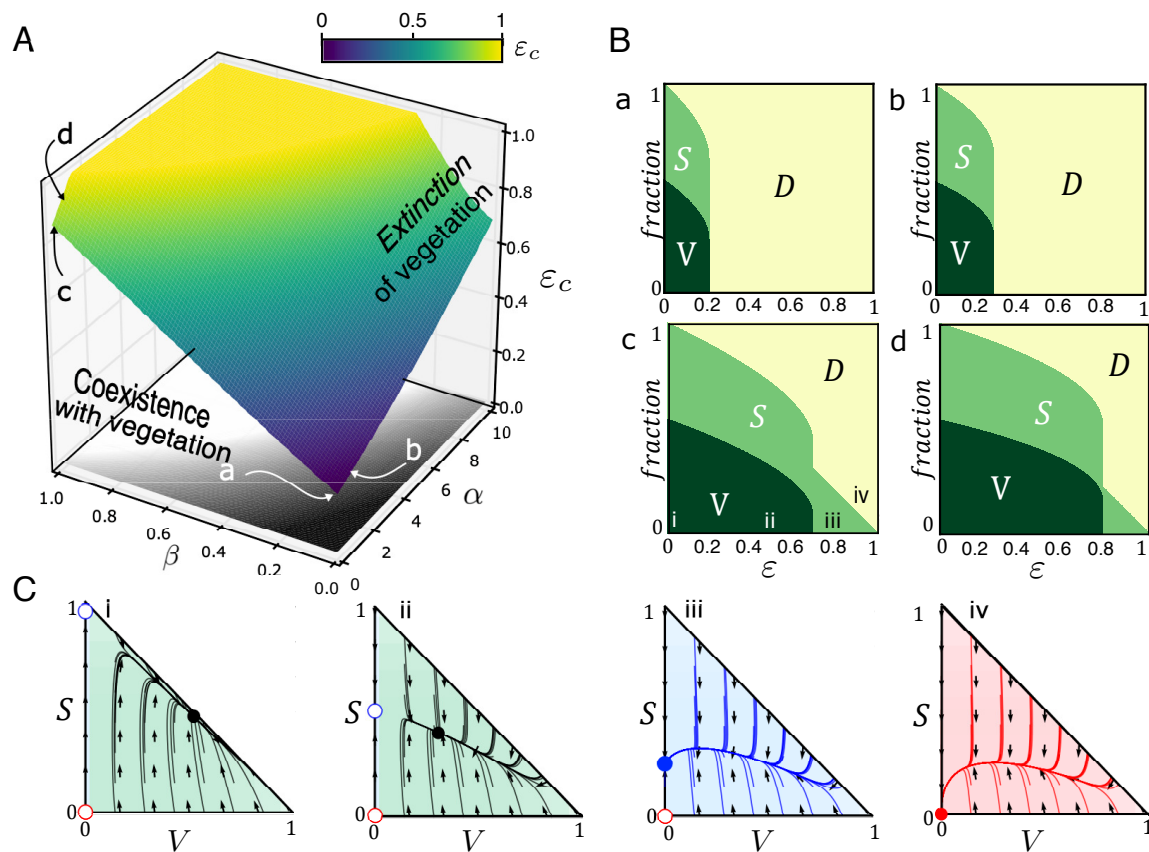 A
0 0.5 1
εc
d
c
Extinction
of vegetation
Coexistence
with vegetation
a
b
1.0
0.8
0.6
0.4
0.2
0.0
εc
10
8
6
4
2
0
α
1.0
0.8
0.6
0.4
0.2
0.0
β
B
a
1
fraction
0
S
V
D
0 0.2 0.4 0.6 0.8 1
b
1
fraction
0
S
V
D
0 0.2 0.4 0.6 0.8 1
c
1
fraction
0
S
V
D
i ii iii iv
0 0.2 0.4 0.6 0.8 1
ε
d
1
fraction
0
S
V
D
0 0.2 0.4 0.6 0.8 1
ε
C
i
1
S
0
0 V 1
ii
1
S
0
0 V 1
iii
1
S
0
0 V 1
iv
1
S
0
0 V 1